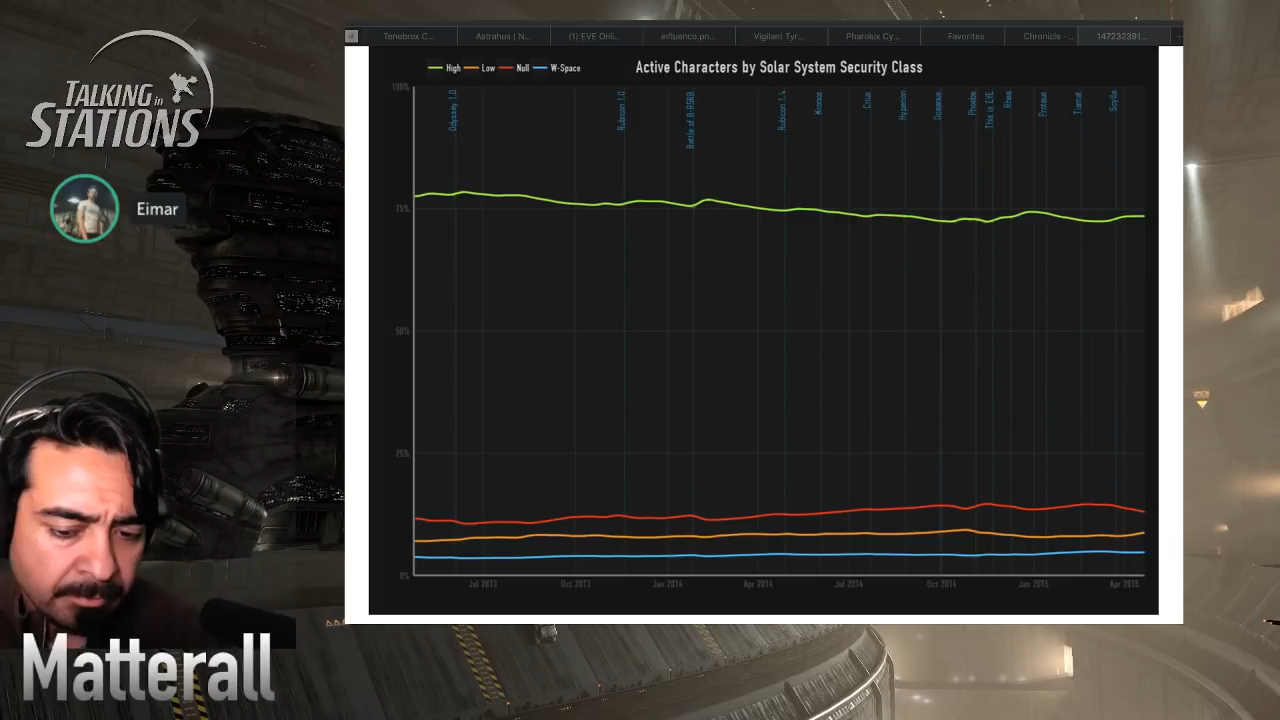 Tenebrex C...
Astrahus | N...
(1) EVE Onli...
influence.pn...
Vigilant Tyr...
Pharolux Cy...
Favorites
Chronicle -...
147232391...
TALKING in
STATIONS
Eimar
High Low Null W-Space
Active Characters by Solar System Security Class
100%
75%
50%
25%
0%
Odyssey 1.0
Rubicon 1.0
Battle of B-R5RB
Rubicon 1.4
Kronos
Crius
Hyperion
Oceanus
Phoebe
This is EVE
Rhea
Proteus
Tiamat
Scylla
Jul 2013
Oct 2013
Jan 2014
Apr 2014
Jul 2014
Oct 2014
Jan 2015
Apr 2015
Matterall